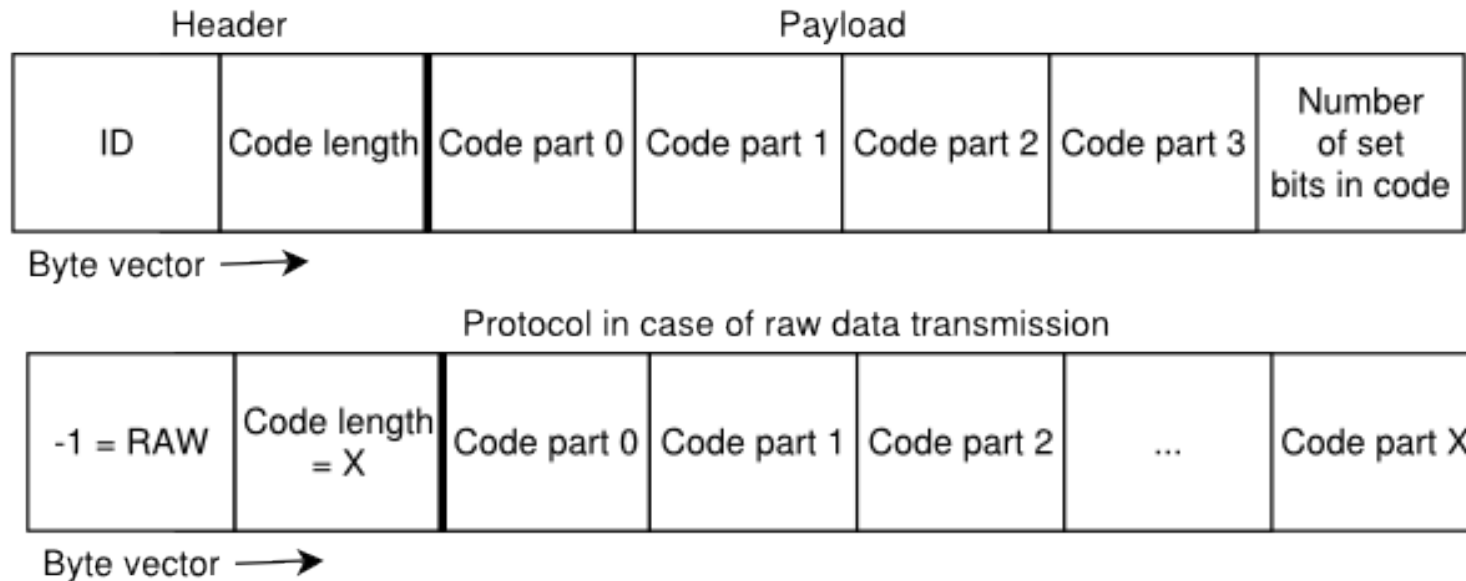 Header
Payload
ID
Code length
Code part 0
Code part 1
Code part 2
Code part 3
Number
of set
bits in code
Byte vector
Protocol in case of raw data transmission
-1 = RAW
Code length
= X
Code part 0
Code part 1
Code part 2
...
Code part X
Byte vector